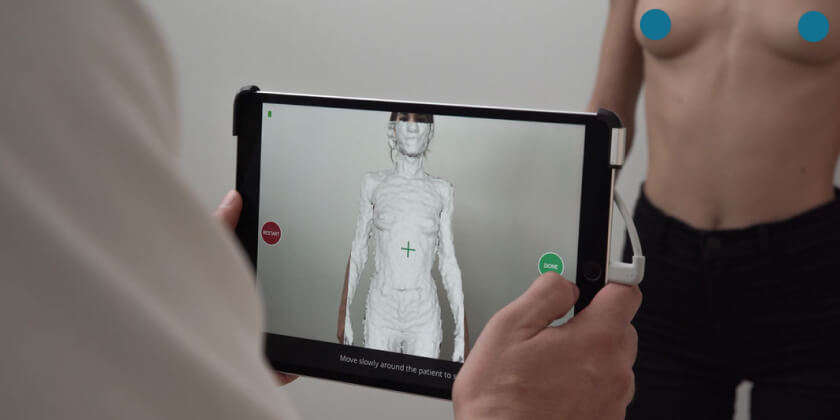 RESTART
DONE
Move slowly around the patient to